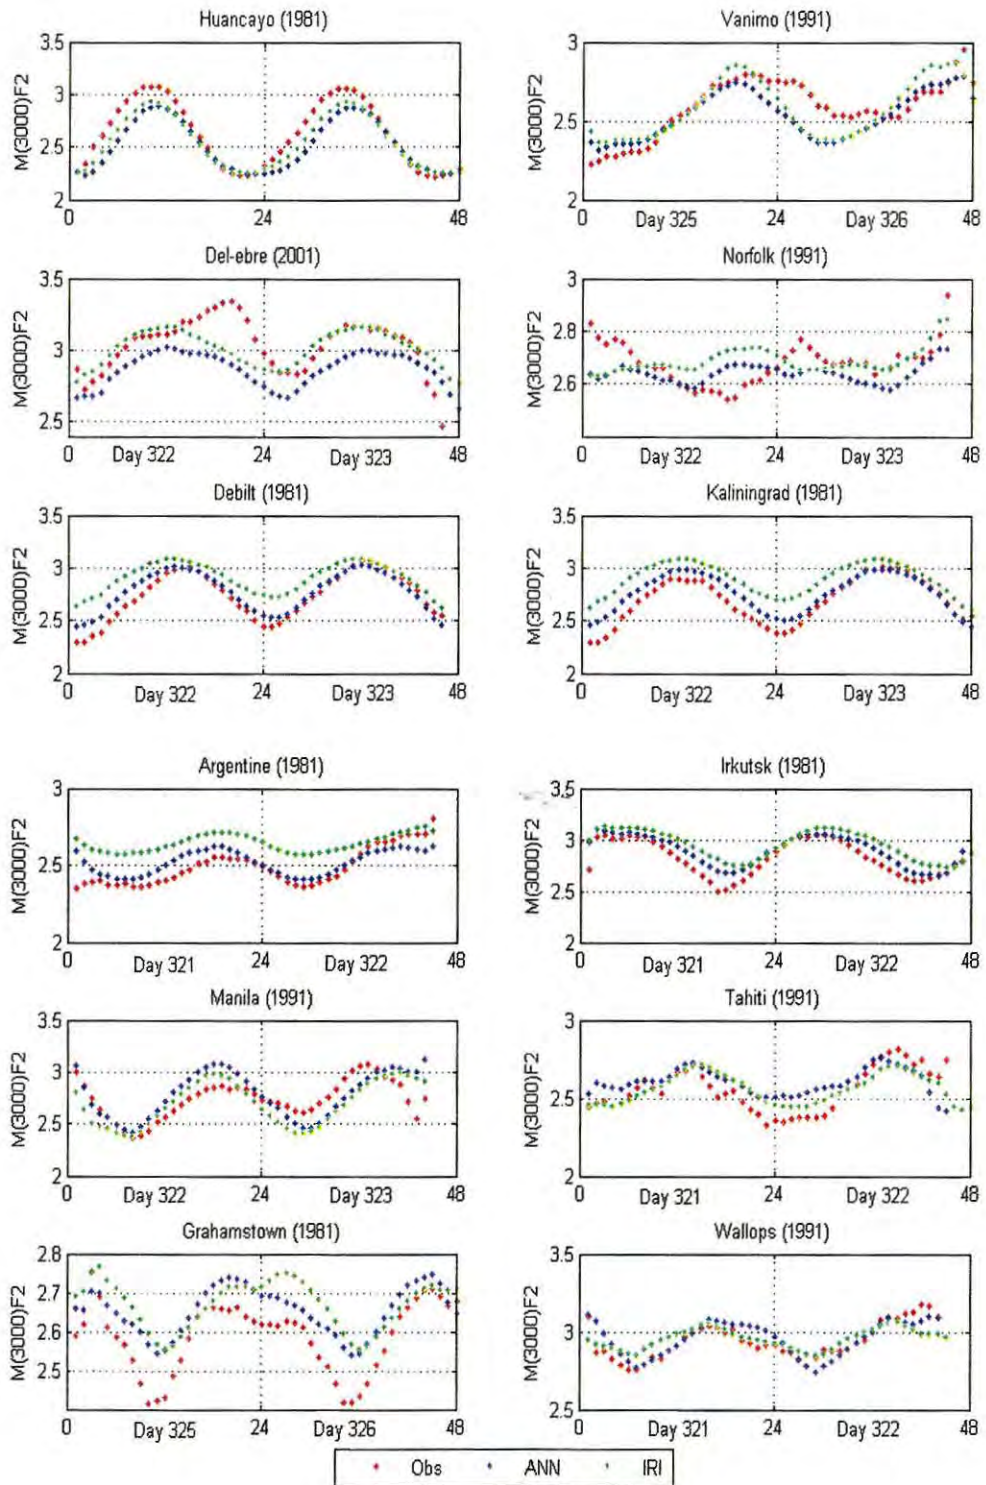 Huancayo (1981)
M(3000)F2
3.5
3
2.5
2
0
24
48
Vanimo (1991)
M(3000)F2
3
2.5
2
0
Day 325
24
Day 326
48
Del-ebre (2001)
M(3000)F2
3.5
3
2.5
0
Day 322
24
Day 323
48
Norfolk (1991)
M(3000)F2
3
2.8
2.6
0
Day 322
24
Day 323
48
Debilt (1981)
M(3000)F2
3.5
3
2.5
2
0
Day 322
24
Day 323
48
Kaliningrad (1981)
M(3000)F2
3.5
3
2.5
2
0
Day 322
24
Day 323
48
Argentine (1981)
M(3000)F2
3
2.5
2
0
Day 321
24
Day 322
48
Irkutsk (1981)
M(3000)F2
3.5
3
2.5
2
0
Day 321
24
Day 322
48
Manila (1991)
M(3000)F2
3.5
3
2.5
2
0
Day 322
24
Day 323
48
Tahiti (1991)
M(3000)F2
3
2.5
2
0
Day 321
24
Day 322
48
Grahamstown (1981)
M(3000)F2
2.8
2.7
2.6
2.5
0
Day 325
24
Day 326
48
Wallops (1991)
M(3000)F2
3.5
3
2.5
0
Day 321
24
Day 322
48
Obs
ANN
IRI